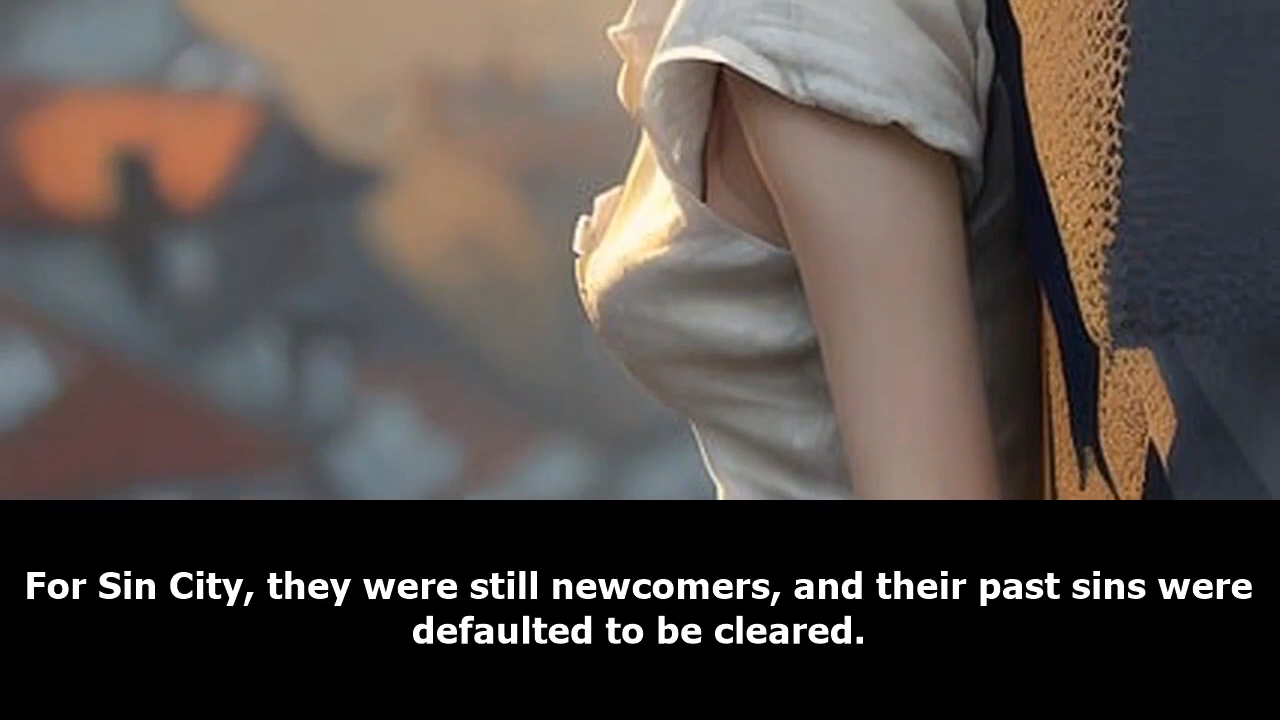 For Sin City, they were still newcomers, and their past sins were
defaulted to be cleared.